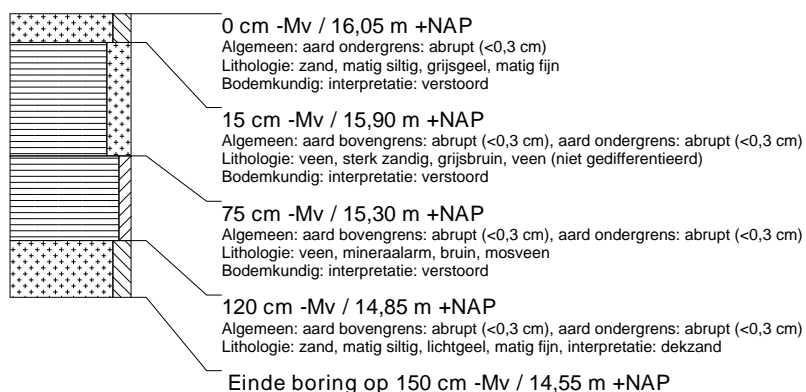 0 cm -Mv / 16,05 m +NAP
Algemeen: aard ondergrens: abrupt (<0,3 cm)
Lithologie: zand, matig siltig, grijsgeel, matig fijn
Bodemkundig: interpretatie: verstoord
15 cm -Mv / 15,90 m +NAP
Algemeen: aard bovengrens: abrupt (<0,3 cm), aard ondergrens: abrupt (<0,3 cm)
Lithologie: veen, sterk zandig, grijsbruin, veen (niet gedifferentieerd)
Bodemkundig: interpretatie: verstoord
75 cm -Mv / 15,30 m +NAP
Algemeen: aard bovengrens: abrupt (<0,3 cm), aard ondergrens: abrupt (<0,3 cm)
Lithologie: veen, mineraalarm, bruin, mosveen
Bodemkundig: interpretatie: verstoord
120 cm -Mv / 14,85 m +NAP
Algemeen: aard bovengrens: abrupt (<0,3 cm), aard ondergrens: abrupt (<0,3 cm)
Lithologie: zand, matig siltig, lichtgeel, matig fijn, interpretatie: dekzand
Einde boring op 150 cm -Mv / 14,55 m +NAP